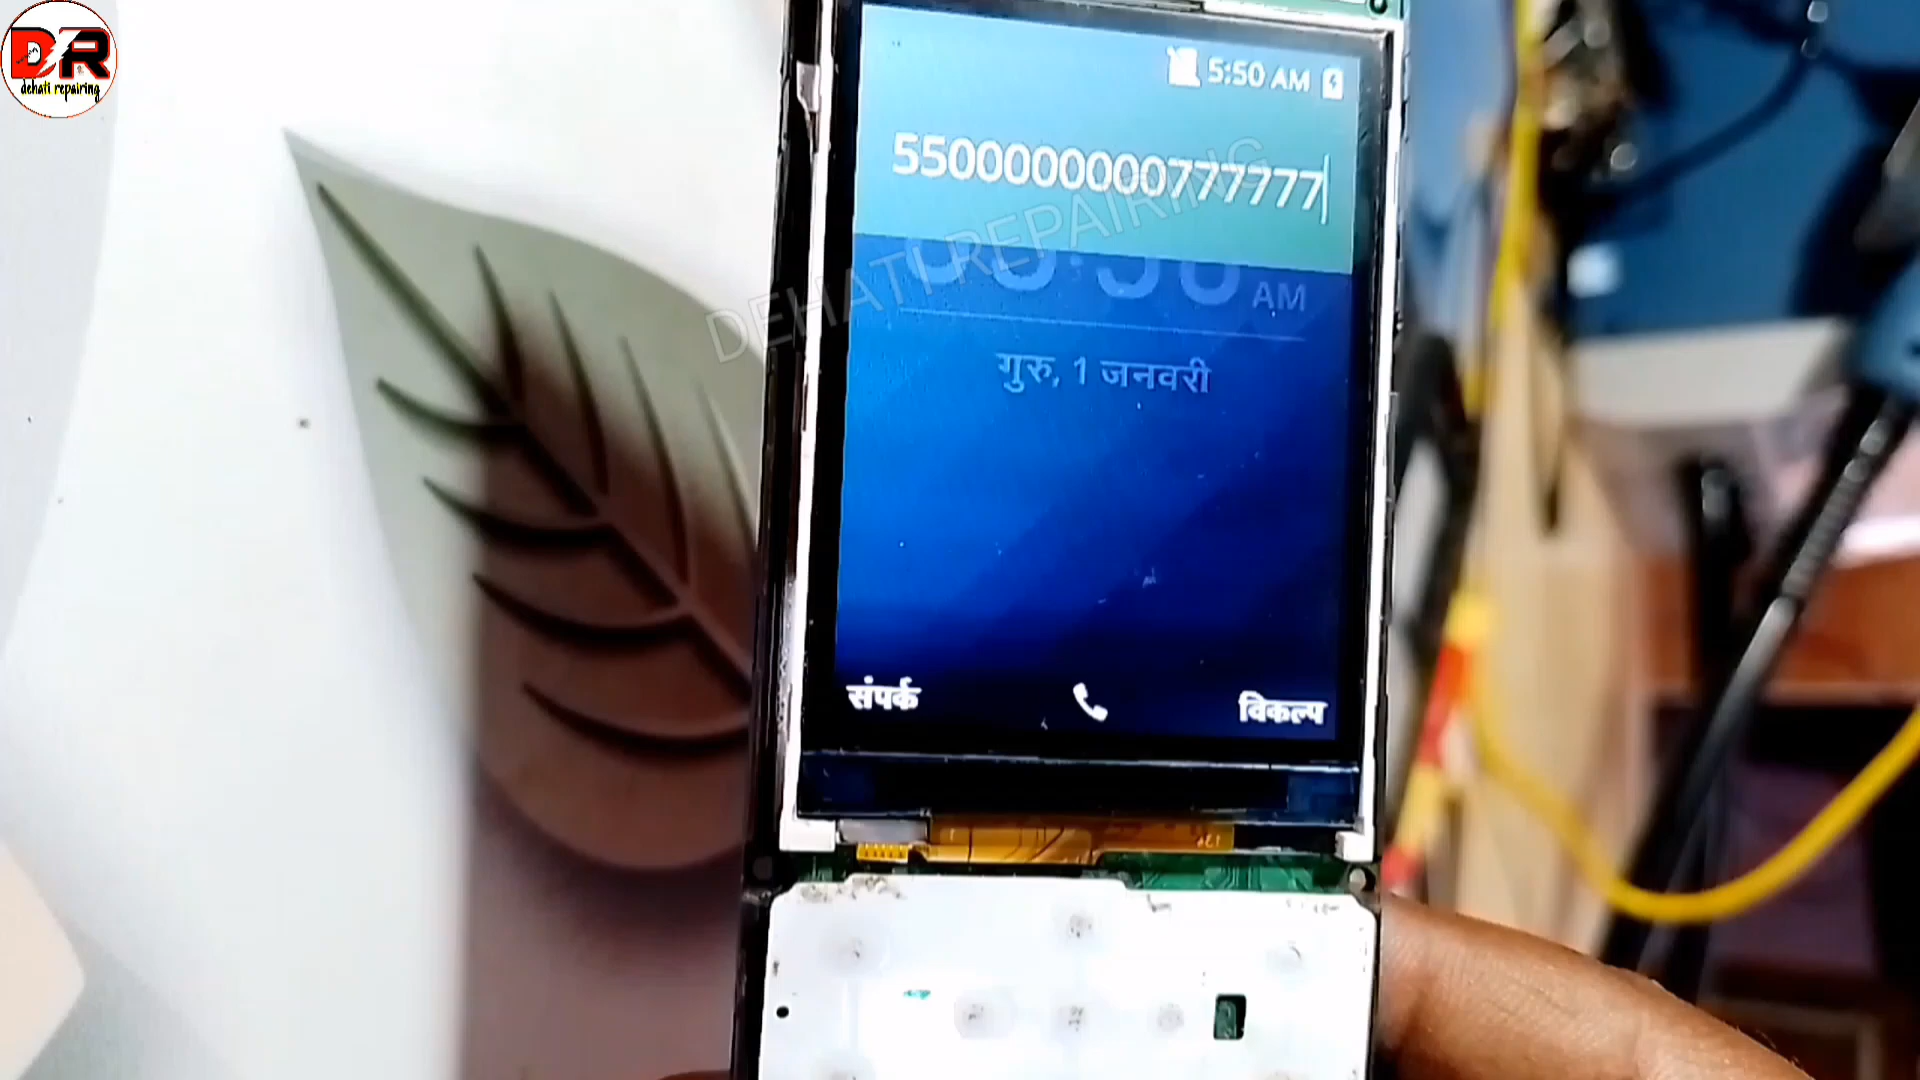 DR
dehati repairing
5:50 AM
5500000000777777
DEHATI REPAIRING
AM
गुरु, 1 जनवरी
संपर्क
विकल्प